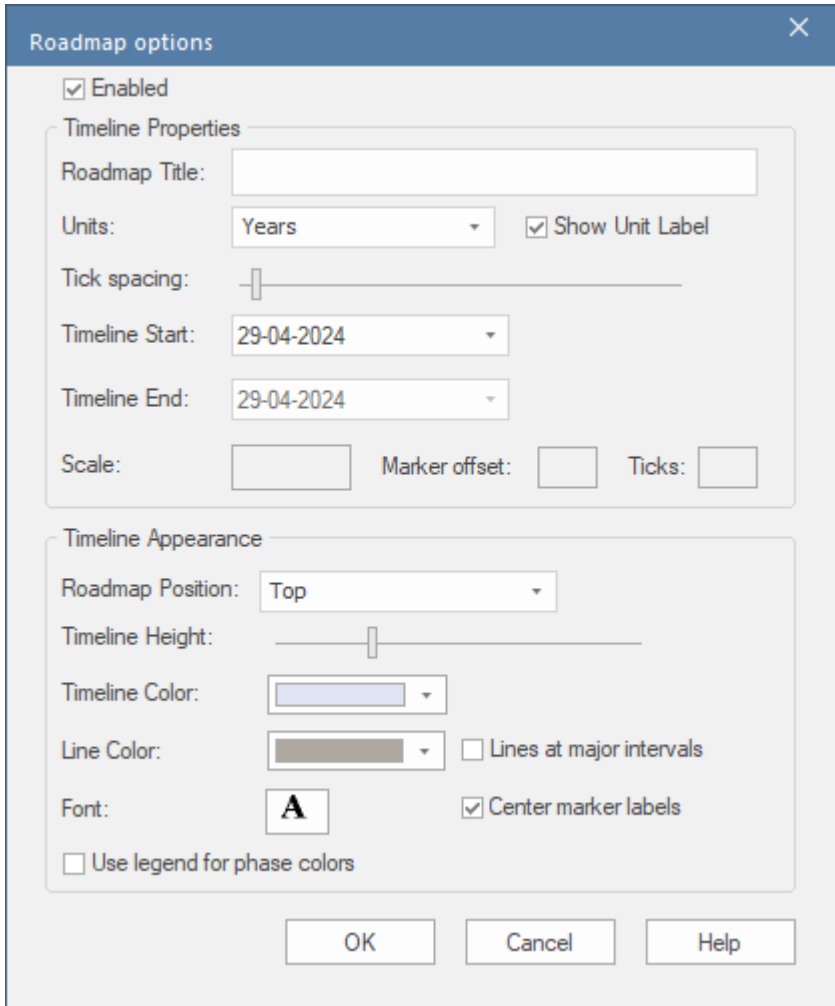 Roadmap options
Enabled
Timeline Properties
Roadmap Title:
Units: Years Show Unit Label
Tick spacing:
Timeline Start: 29-04-2024
Timeline End: 29-04-2024
Scale: Marker offset: Ticks:
Timeline Appearance
Roadmap Position: Top
Timeline Height:
Timeline Color:
Line Color: Lines at major intervals
Font: A Center marker labels
Use legend for phase colors
OK Cancel Help